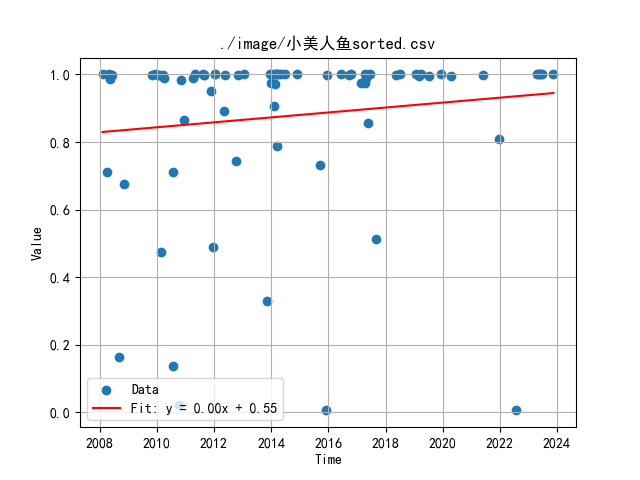 ./image/小美人鱼sorted.csv
1.0
0.8
0.6
0.4
0.2
0.0
Value
Data
Fit: y = 0.00x + 0.55
2008 2010 2012 2014 2016 2018 2020 2022 2024
Time